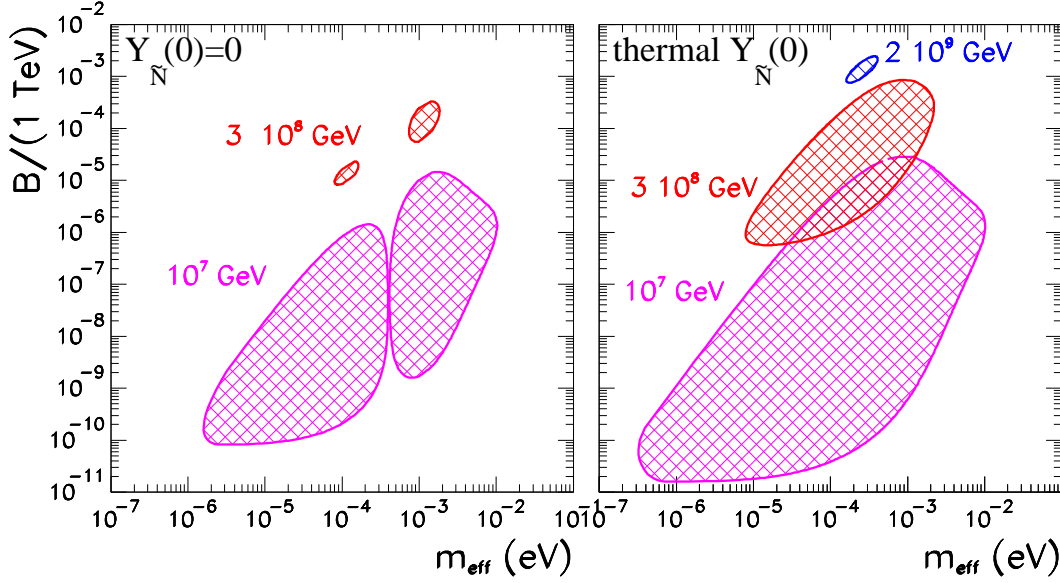 B/(1 TeV)
10⁻²
10⁻³
10⁻⁴
10⁻⁵
10⁻⁶
10⁻⁷
10⁻⁸
10⁻⁹
10⁻¹⁰
10⁻¹¹
Y_Ñ(0)=0
3 10⁸ GeV
10⁷ GeV
10⁻⁷ 10⁻⁶ 10⁻⁵ 10⁻⁴ 10⁻³ 10⁻²
m_eff (eV)
thermal Y_Ñ(0)
2 10⁹ GeV
3 10⁸ GeV
10⁷ GeV
10⁻⁷ 10⁻⁶ 10⁻⁵ 10⁻⁴ 10⁻³ 10⁻²
m_eff (eV)